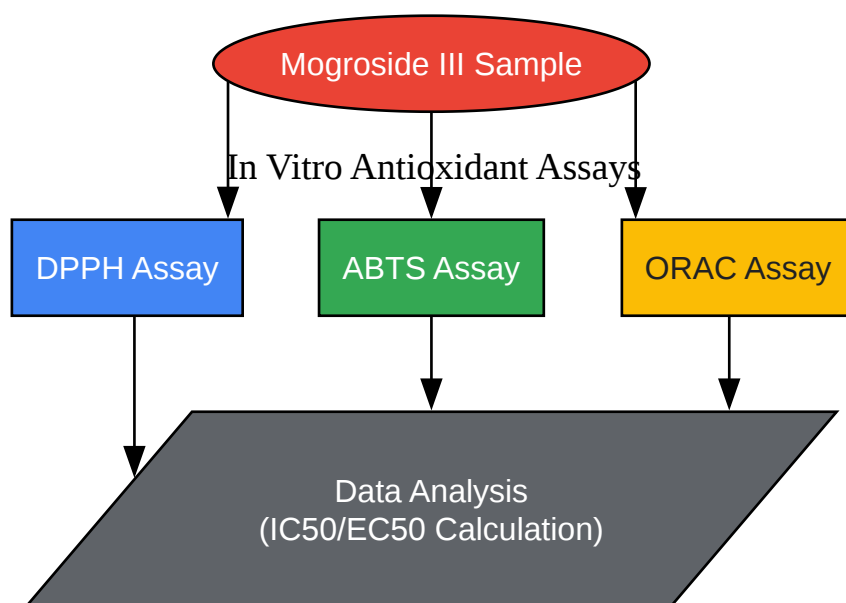 Mogroside III Sample
In Vitro Antioxidant Assays
DPPH Assay
ABTS Assay
ORAC Assay
Data Analysis
(IC50/EC50 Calculation)